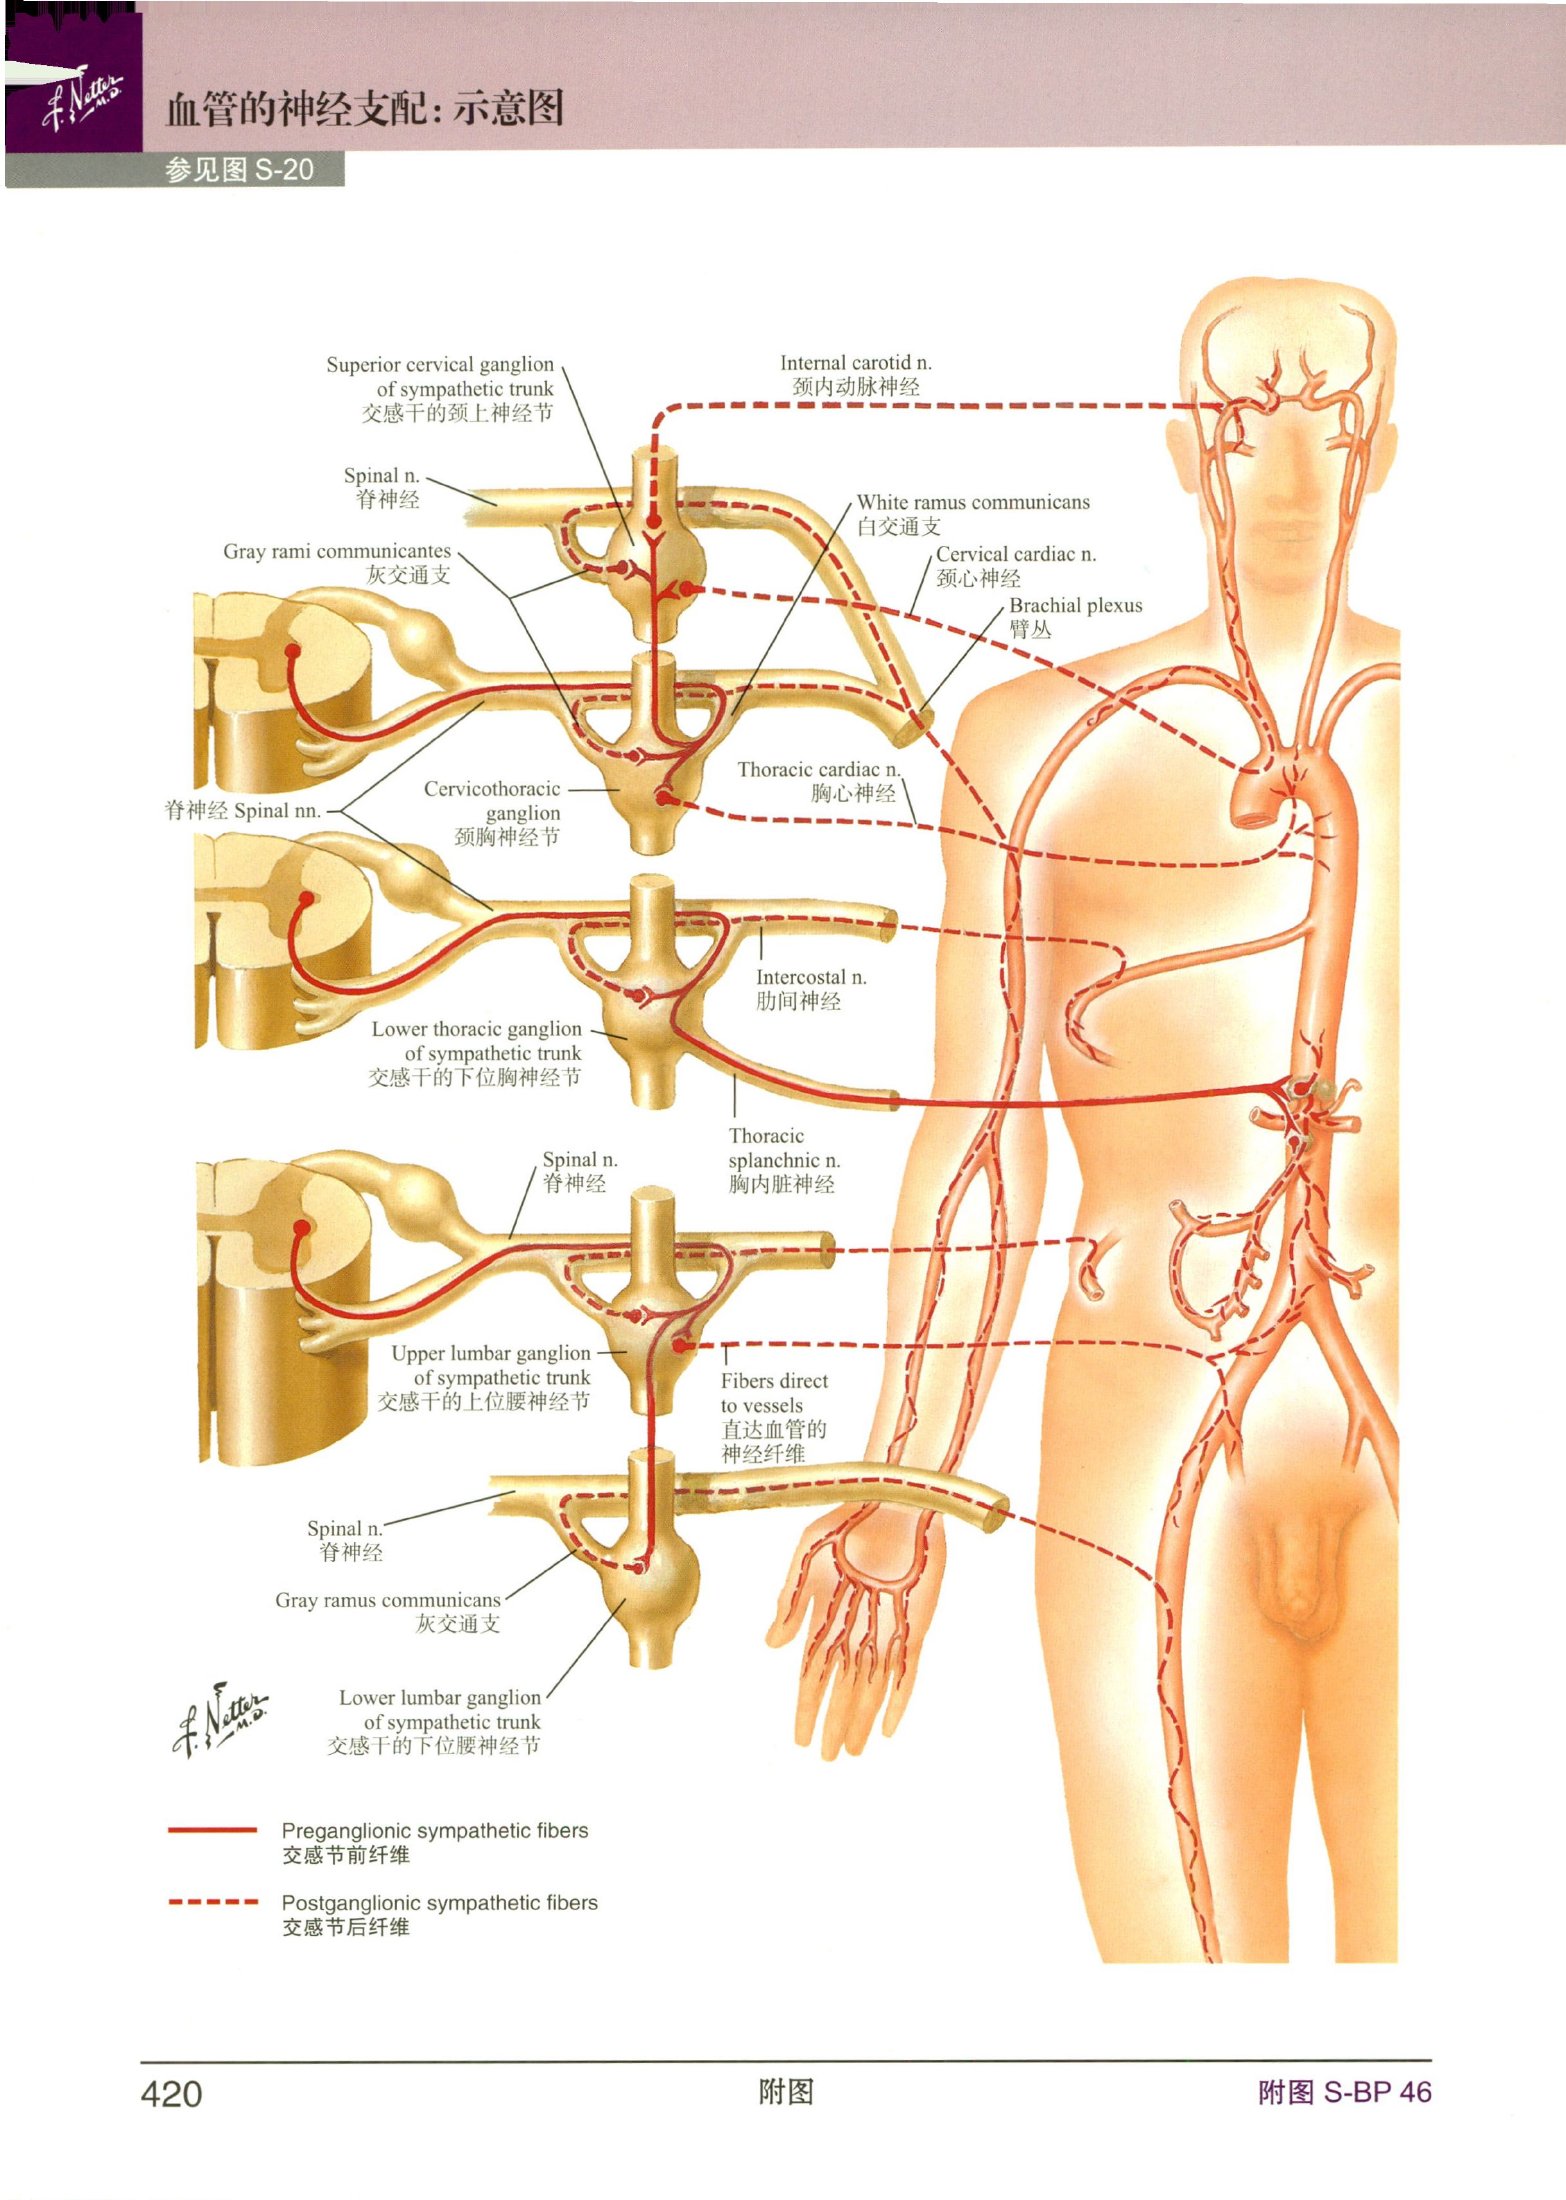 F. Netter M.D.
血管的神经支配：示意图
参见图 S-20
Superior cervical ganglion
of sympathetic trunk
交感干的颈上神经节
Internal carotid n.
颈内动脉神经
Spinal n.
脊神经
White ramus communicans
白交通支
Gray rami communicantes
灰交通支
Cervical cardiac n.
颈心神经
Brachial plexus
臂丛
脊神经 Spinal nn.
Cervicothoracic
ganglion
颈胸神经节
Thoracic cardiac n.
胸心神经
Intercostal n.
肋间神经
Lower thoracic ganglion
of sympathetic trunk
交感干的下位胸神经节
Thoracic
splanchnic n.
胸内脏神经
Spinal n.
脊神经
Upper lumbar ganglion
of sympathetic trunk
交感干的上位腰神经节
Fibers direct
to vessels
直达血管的
神经纤维
Spinal n.
脊神经
Gray ramus communicans
灰交通支
Lower lumbar ganglion
of sympathetic trunk
交感干的下位腰神经节
F. Netter M.D.
Preganglionic sympathetic fibers
交感节前纤维
Postganglionic sympathetic fibers
交感节后纤维
420
附图
附图 S-BP 46